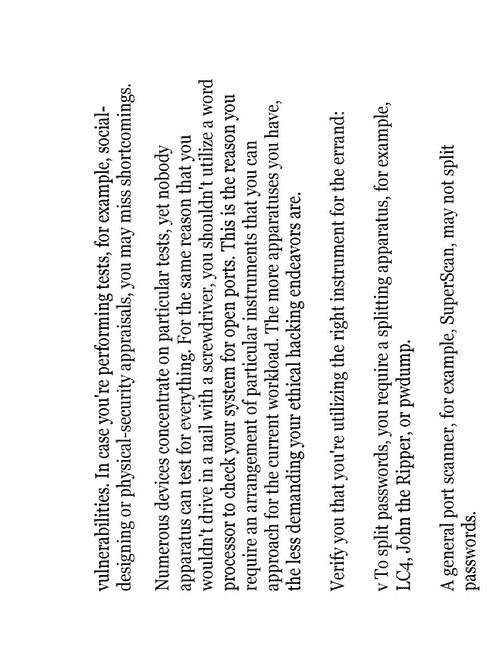 vulnerabilities. In case you're performing tests, for example, social-
designing or physical-security appraisals, you may miss shortcomings.
Numerous devices concentrate on particular tests, yet nobody
apparatus can test for everything. For the same reason that you
wouldn't drive in a nail with a screwdriver, you shouldn't utilize a word
processor to check your system for open ports. This is the reason you
require an arrangement of particular instruments that you can
approach for the current workload. The more apparatuses you have,
the less demanding your ethical hacking endeavors are.
Verify you that you're utilizing the right instrument for the errand:
v To split passwords, you require a splitting apparatus, for example,
LC4, John the Ripper, or pwdump.
A general port scanner, for example, SuperScan, may not split
passwords.